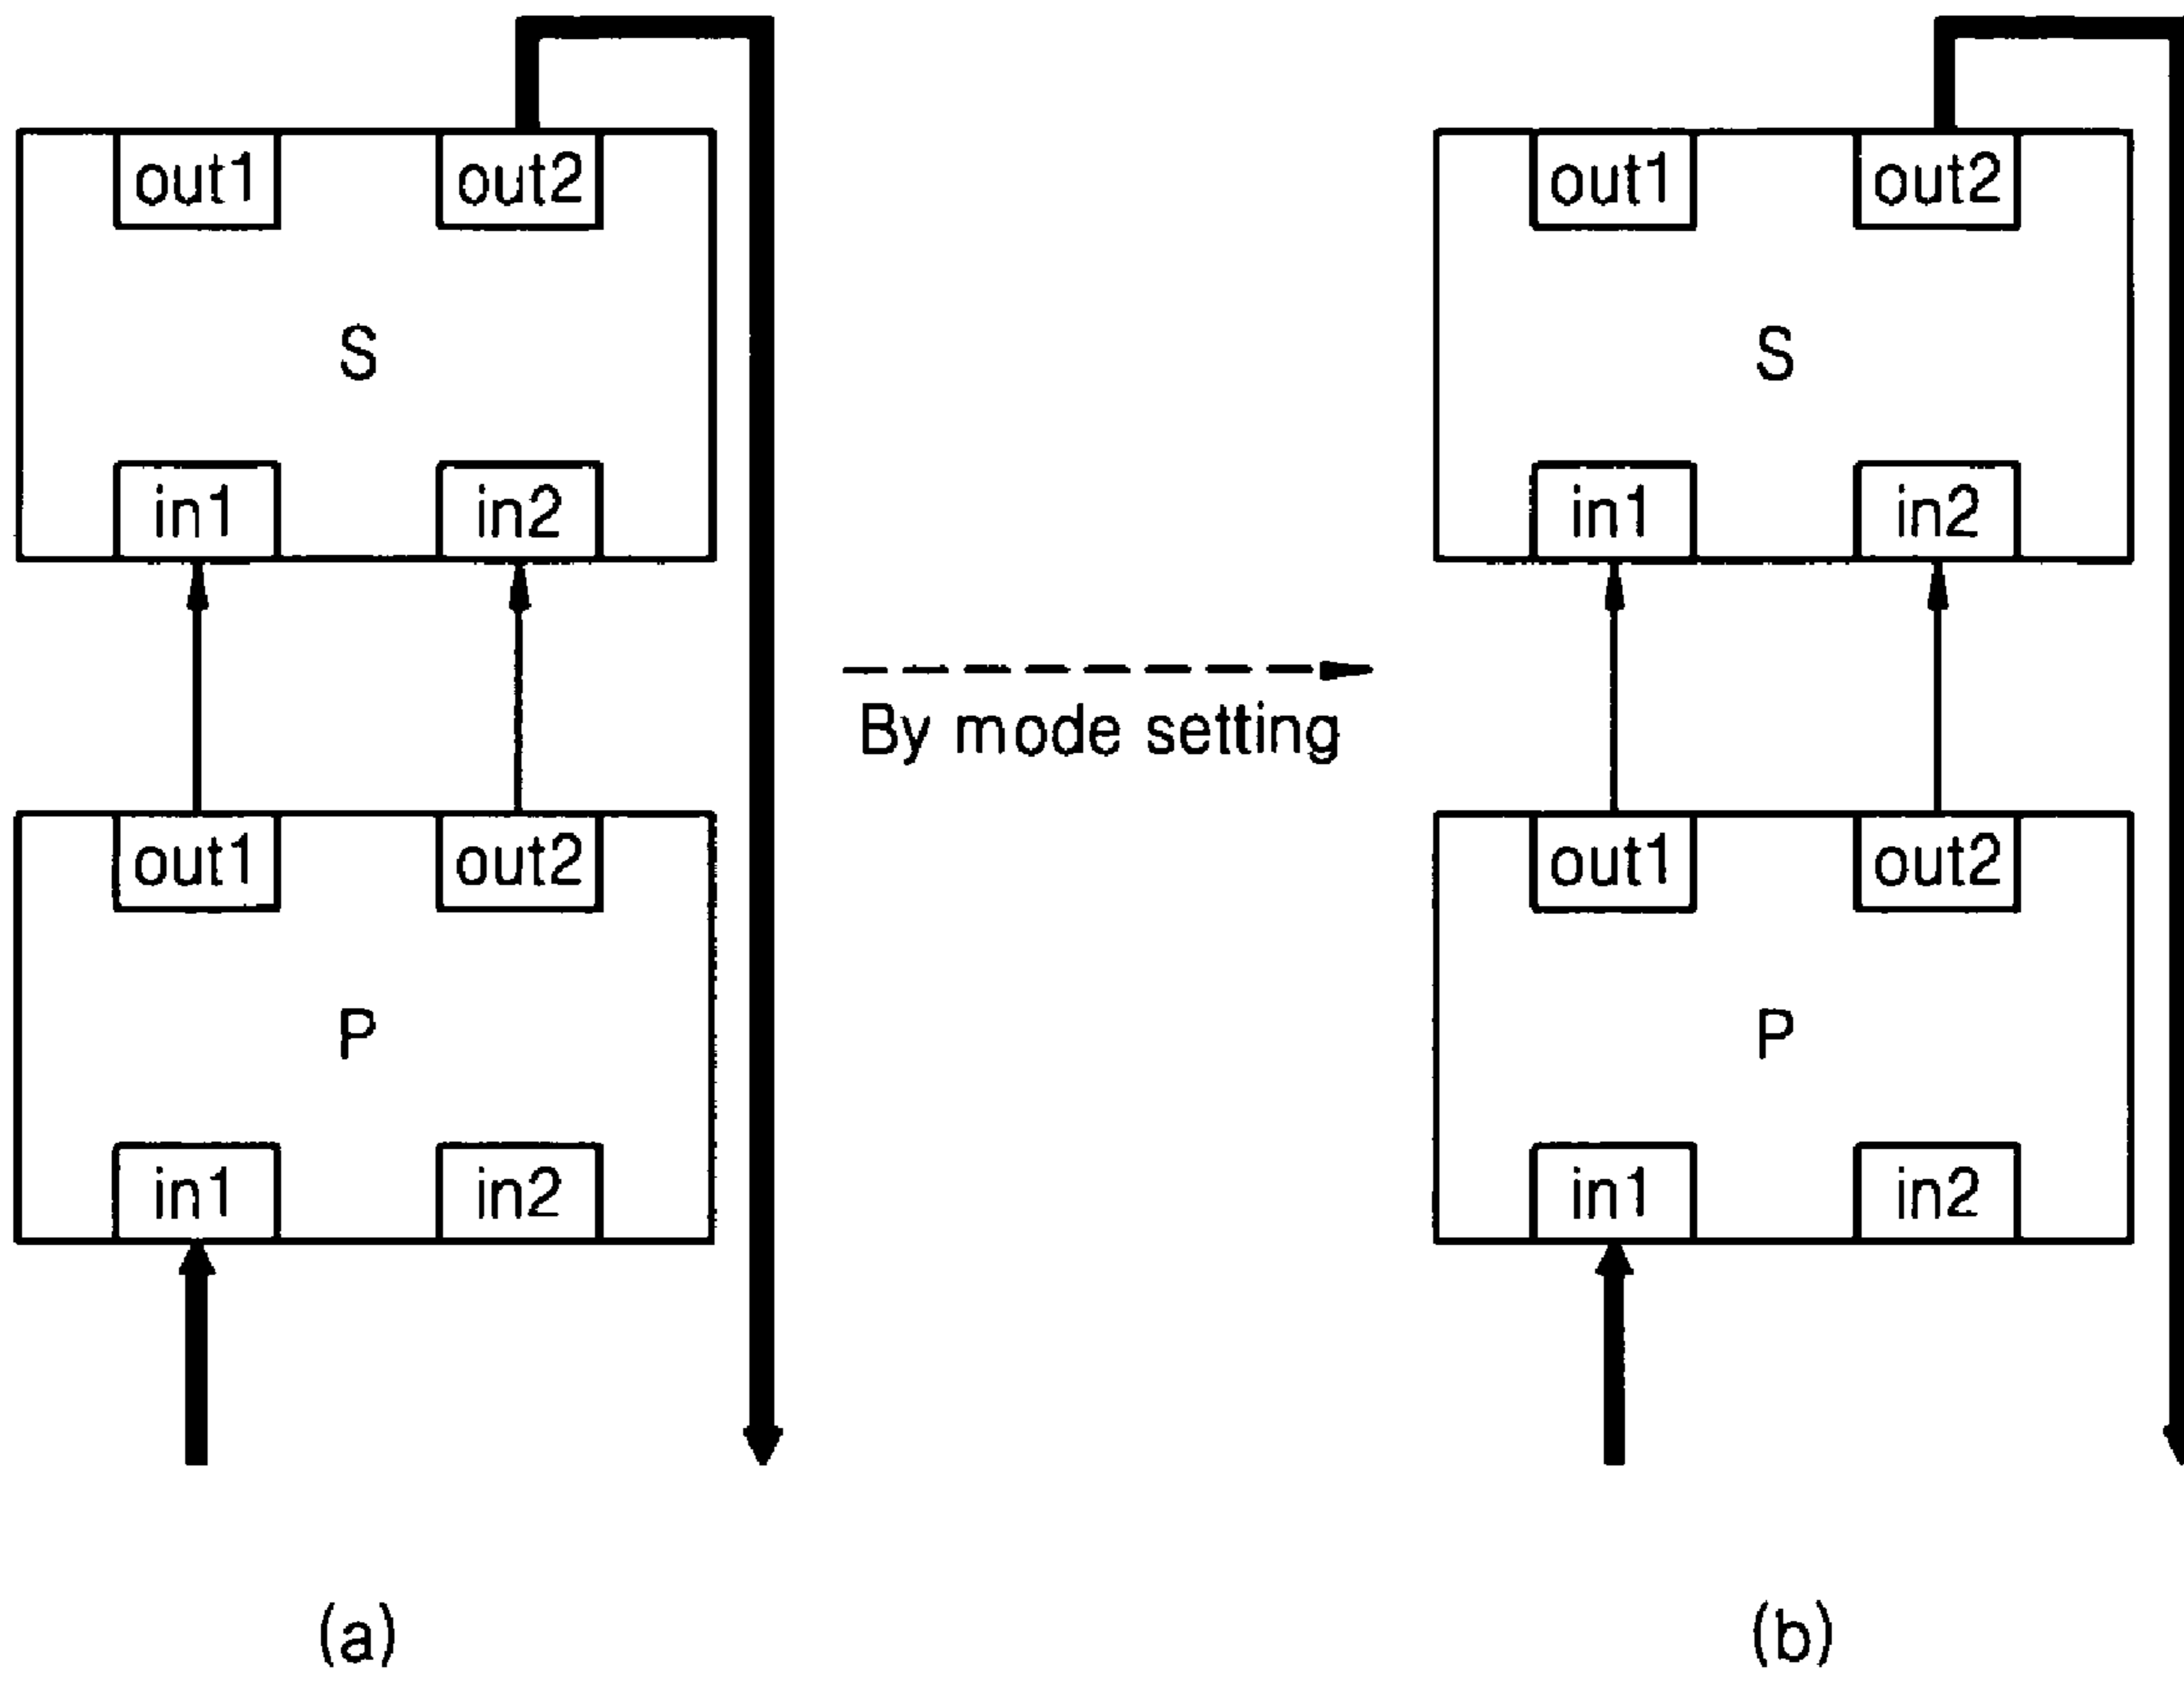 out1 out2
S
in1 in2
out1 out2
P
in1 in2
(a)
By mode setting
out1 out2
S
in1 in2
out1 out2
P
in1 in2
(b)